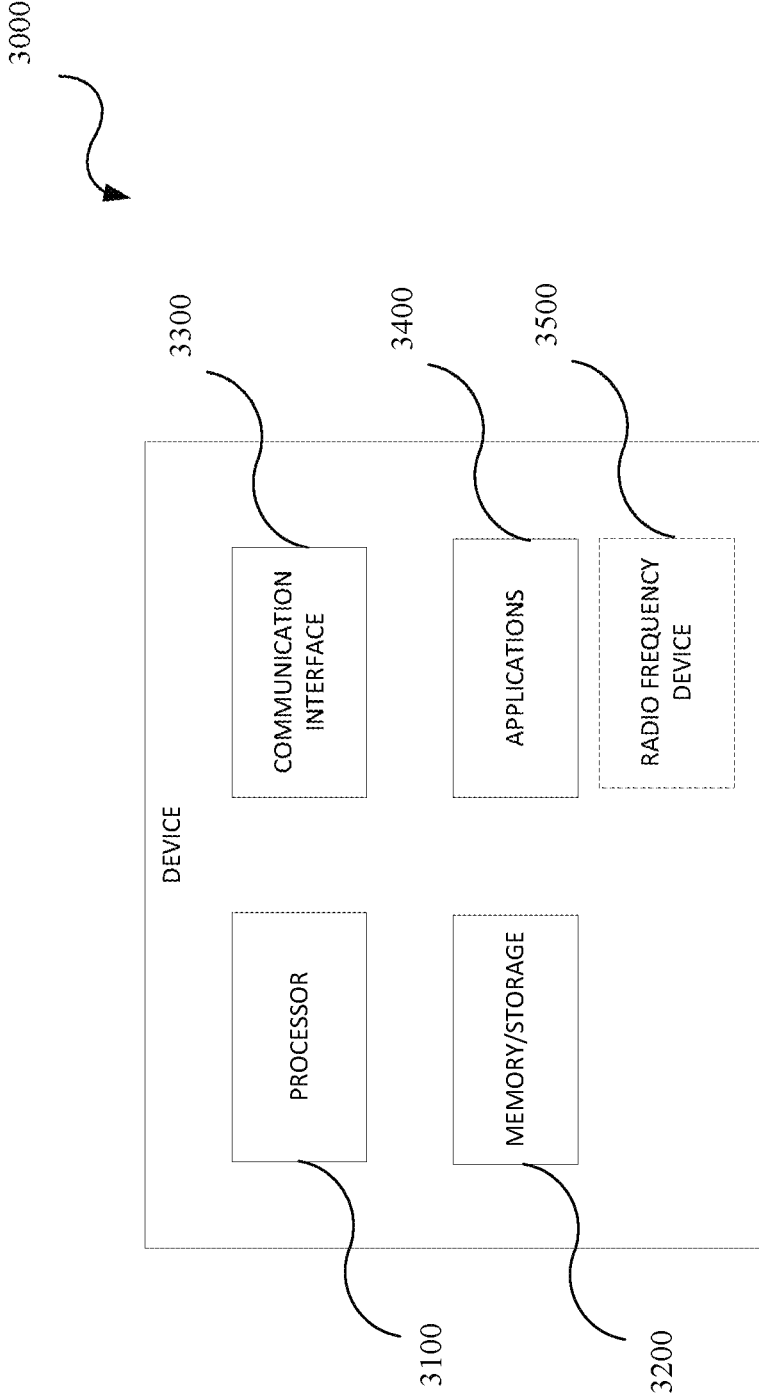 3000
DEVICE
PROCESSOR
3100
COMMUNICATION
INTERFACE
3300
MEMORY/STORAGE
3200
APPLICATIONS
3400
RADIO FREQUENCY
DEVICE
3500